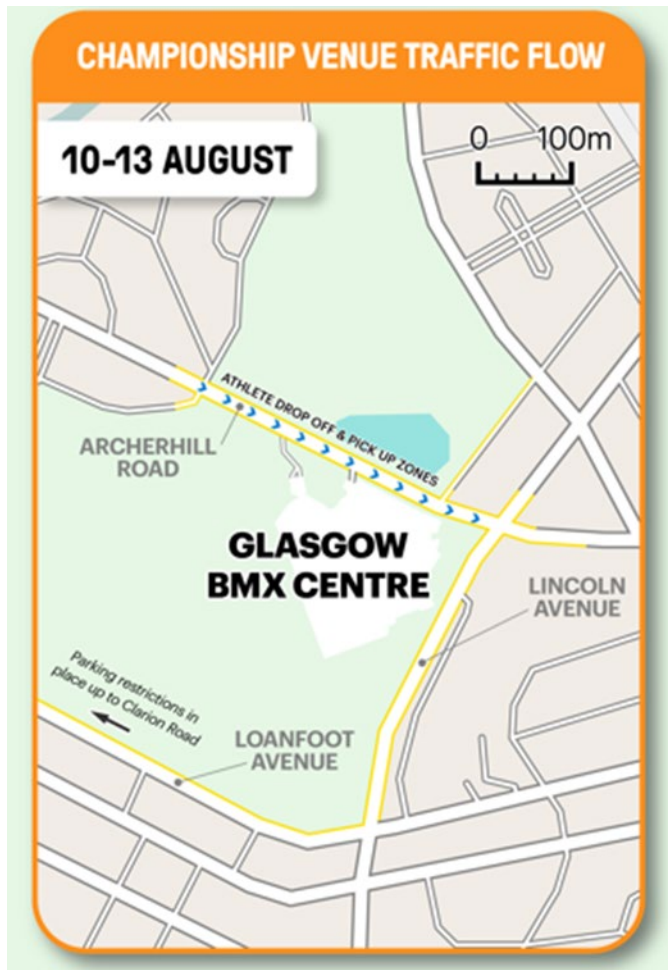 CHAMPIONSHIP VENUE TRAFFIC FLOW
10-13 AUGUST
0 100m
ATHLETE DROP OFF & PICK UP ZONES
ARCHERHILL
ROAD
GLASGOW
BMX CENTRE
LINCOLN
AVENUE
Parking restrictions in
place up to Clarion Road
LOANFOOT
AVENUE